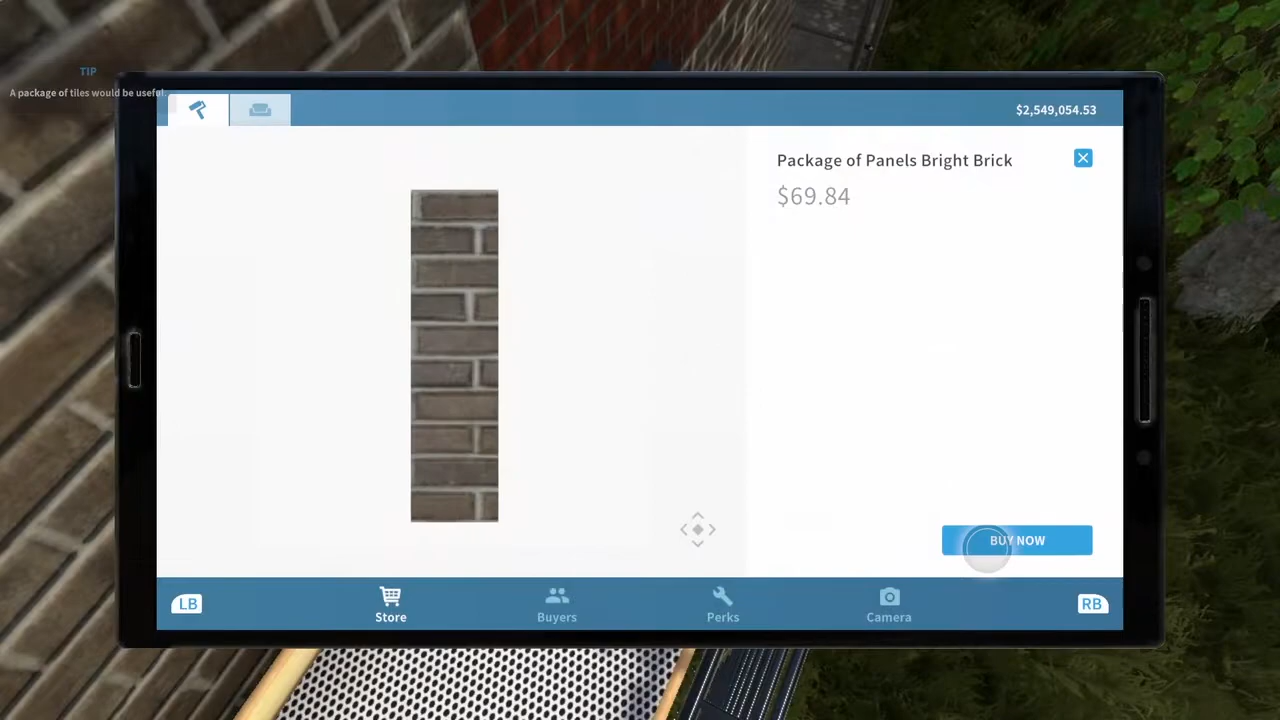 TIP
A package of tiles would be useful.
$2,549,054.53
Package of Panels Bright Brick
$69.84
BUY NOW
LB
Store
Buyers
Perks
Camera
RB